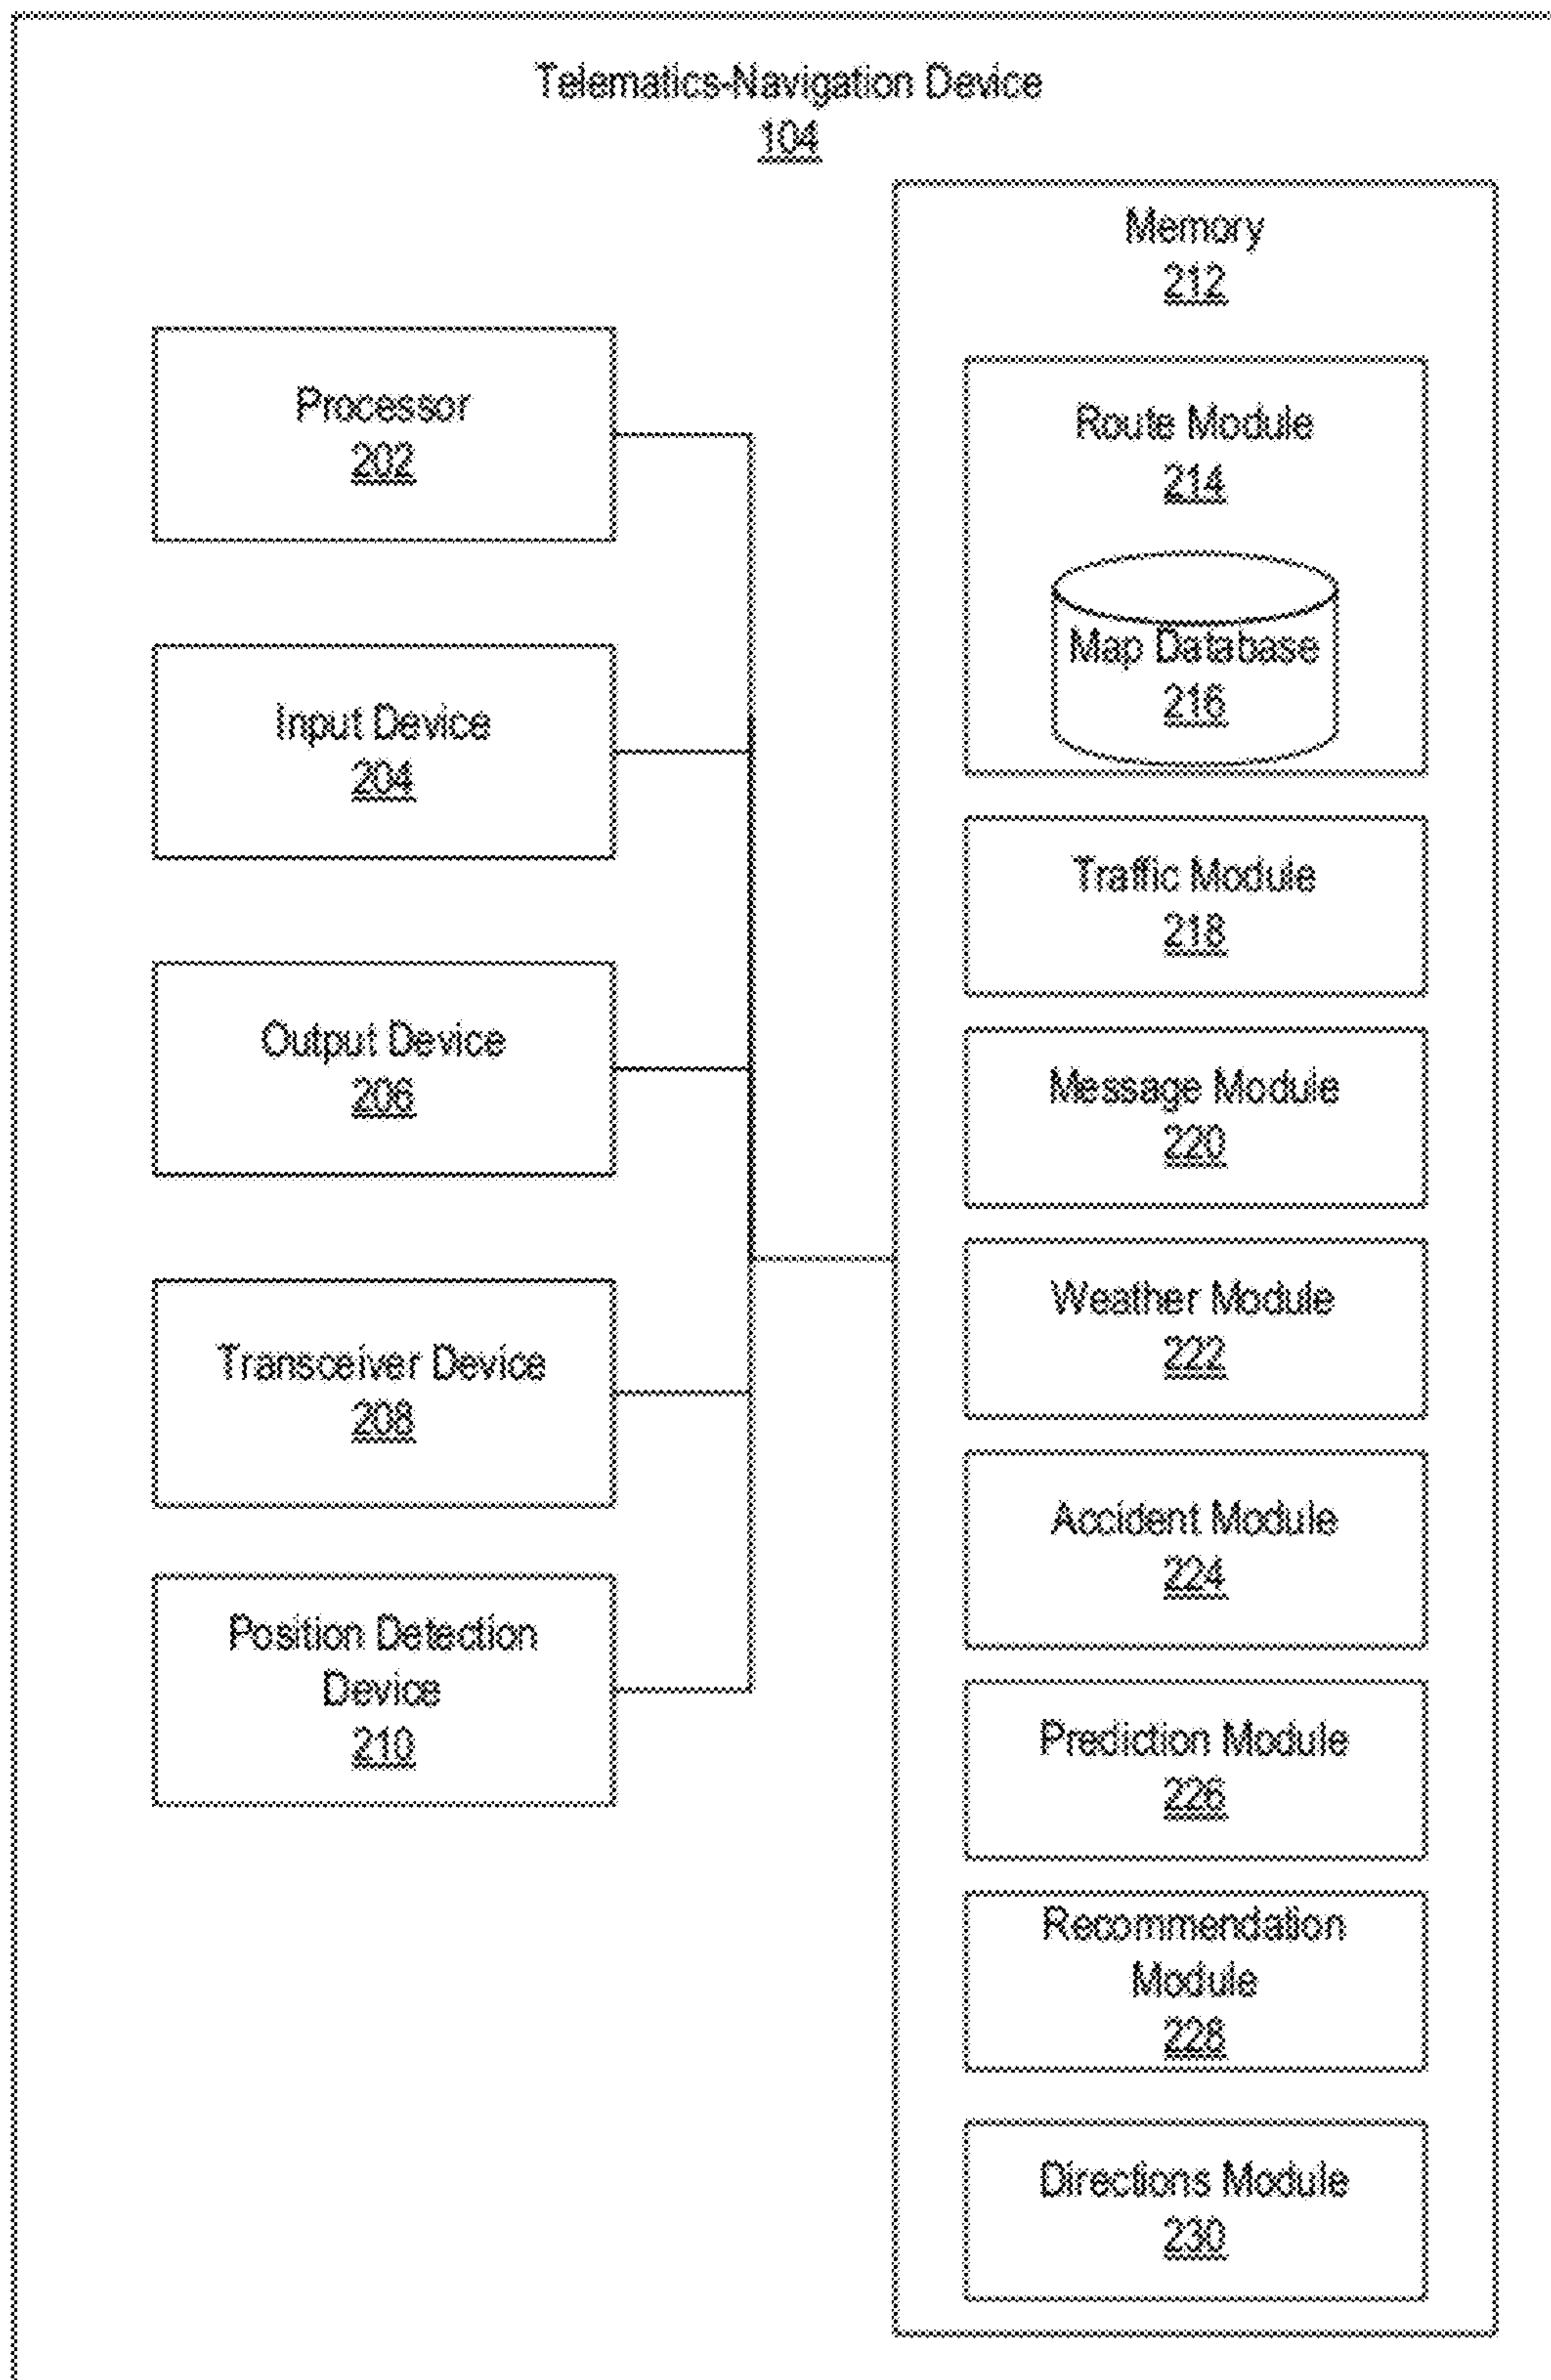 Telematics-Navigation Device
104
Processor
202
Input Device
204
Output Device
206
Transceiver Device
208
Position Detection
Device
210
Memory
212
Route Module
214
Map Database
216
Traffic Module
218
Message Module
220
Weather Module
222
Accident Module
224
Prediction Module
226
Recommendation
Module
228
Directions Module
230